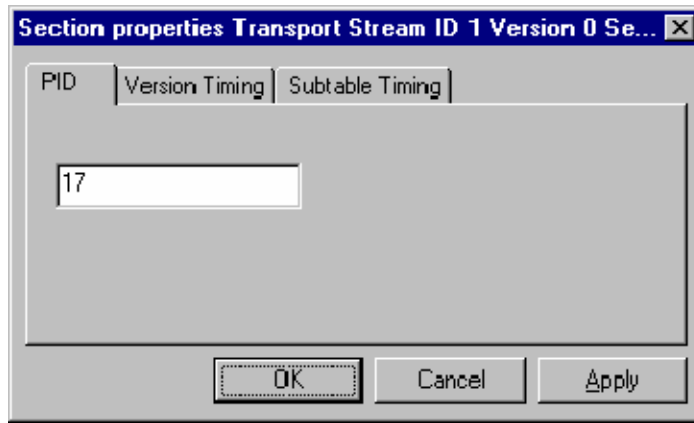 Section properties Transport Stream ID 1 Version 0 Se...
PID Version Timing Subtable Timing
17
OK Cancel Apply